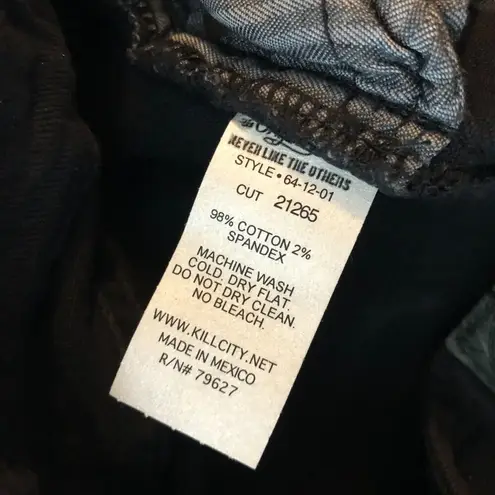 NEVER LIKE THE OTHERS
STYLE • 64-12-01
CUT 21265
98% COTTON 2%
SPANDEX
MACHINE WASH
COLD. DRY FLAT.
DO NOT DRY CLEAN.
NO BLEACH.
WWW.KILLCITY.NET
MADE IN MEXICO
R/N# 79627